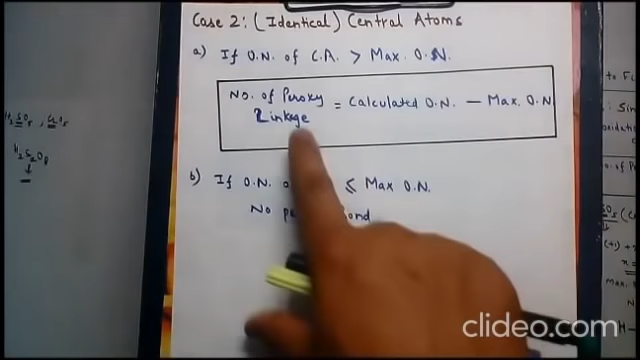 Case 2: (Identical) Central Atoms
a) If O.N. of C.A. > Max. O.N.
No. of Peroxy Linkage = Calculated O.N. - Max. O.N
b) If O.N. ≤ Max O.N.
No
H₂S₂O₈
↓
clideo.com